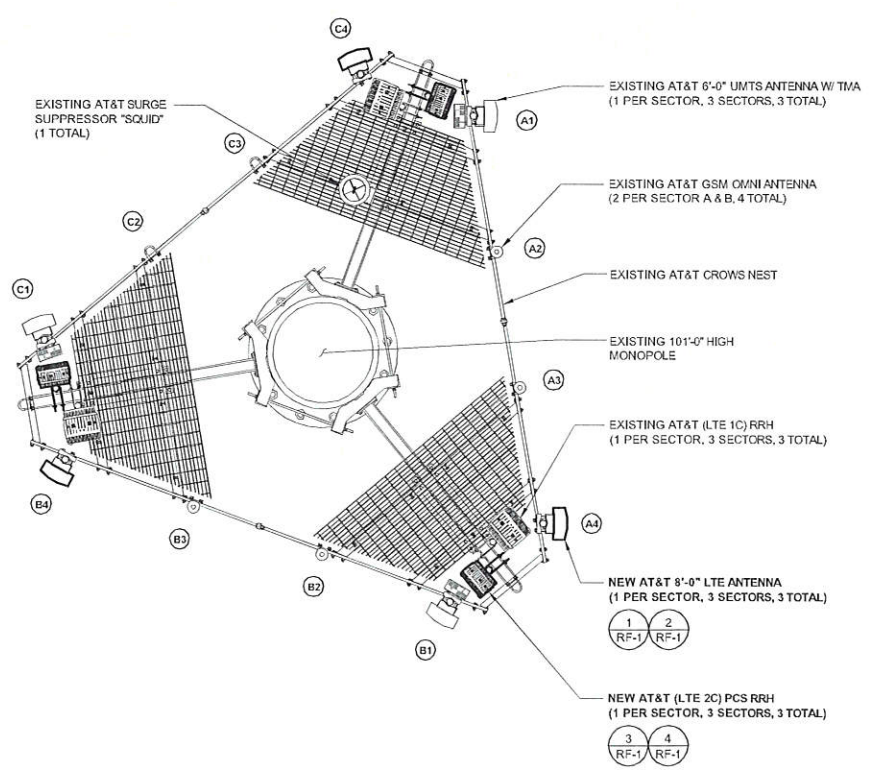 C4
EXISTING AT&T SURGE
SUPPRESSOR "SQUID"
(1 TOTAL)
EXISTING AT&T 6'-0" UMTS ANTENNA W/ TMA
(1 PER SECTOR, 3 SECTORS, 3 TOTAL)
A1
C3
EXISTING AT&T GSM OMNI ANTENNA
(2 PER SECTOR A & B, 4 TOTAL)
C2
A2
EXISTING AT&T CROWS NEST
C1
EXISTING 101'-0" HIGH
MONOPOLE
A3
EXISTING AT&T (LTE 1C) RRH
(1 PER SECTOR, 3 SECTORS, 3 TOTAL)
B4
A4
B3
B2
NEW AT&T 8'-0" LTE ANTENNA
(1 PER SECTOR, 3 SECTORS, 3 TOTAL)
1
RF-1
2
RF-1
B1
NEW AT&T (LTE 2C) PCS RRH
(1 PER SECTOR, 3 SECTORS, 3 TOTAL)
3
RF-1
4
RF-1